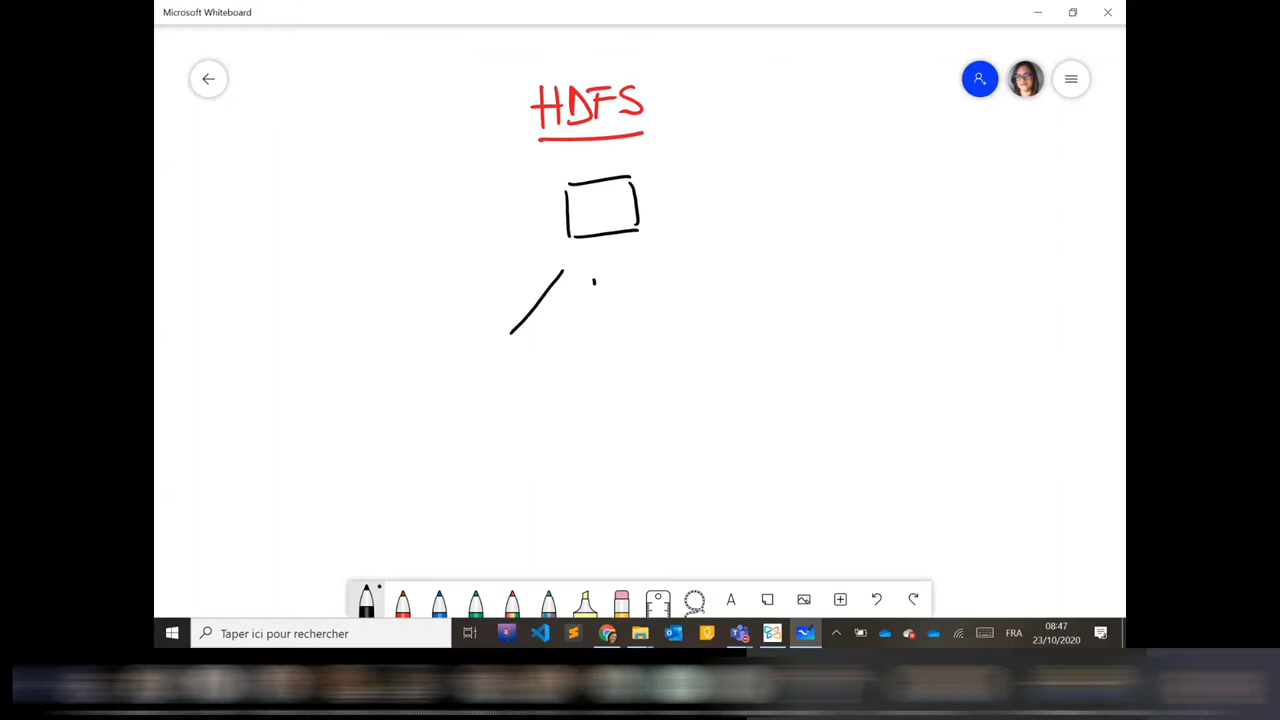 Microsoft Whiteboard
HDFS
A
Taper ici pour rechercher
FRA
08:47
23/10/2020